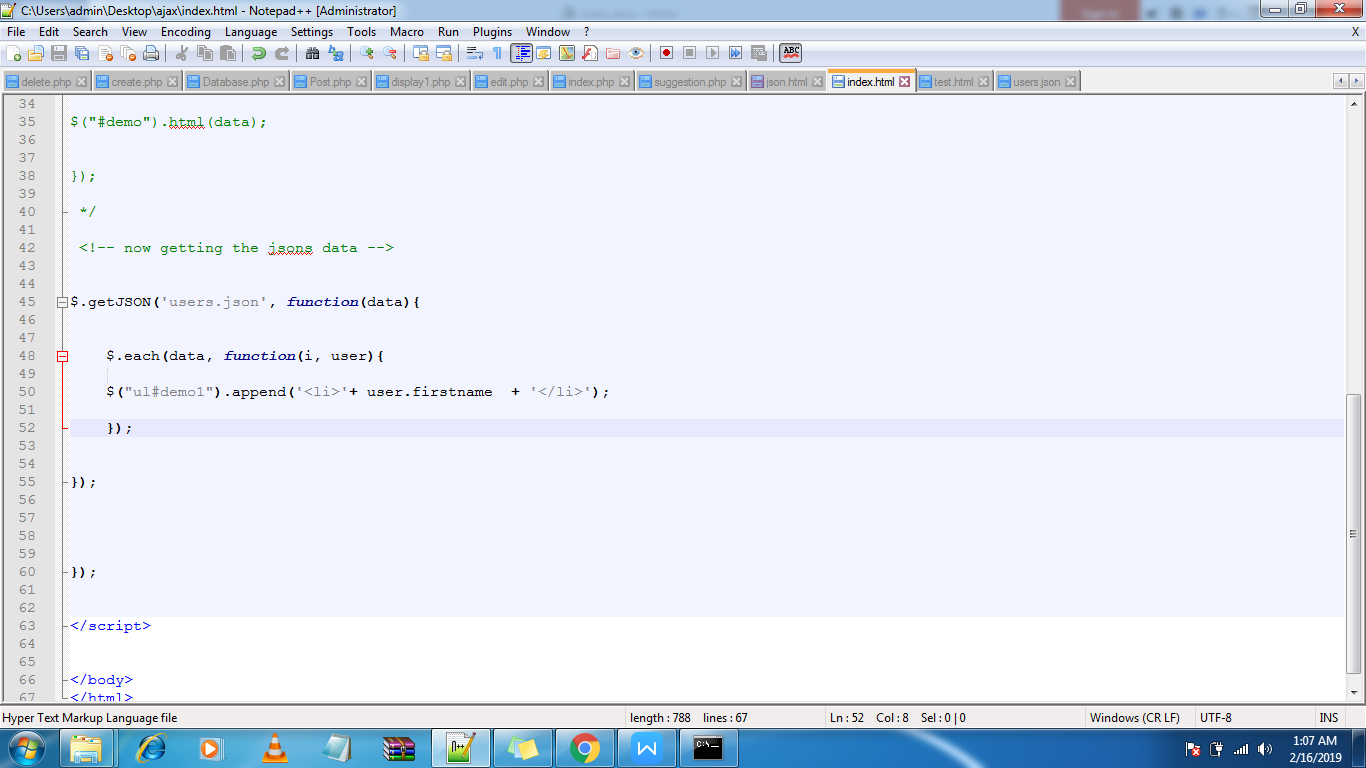 C:\Users\admin\Desktop\ajax\index.html - Notepad++ [Administrator]
File Edit Search View Encoding Language Settings Tools Macro Run Plugins Window ? X
ABC
delete.php create.php Database.php Post.php display1.php edit.php index.php suggestion.php json.html index.html test.html users.json
34
35 $("#demo").html(data);
36
37
38 });
39
40 */
41
42 <!-- now getting the jsons data -->
43
44
45 $.getJSON('users.json', function(data){
46
47
48 $.each(data, function(i, user){
49
50 $("ul#demo1").append('<li>'+ user.firstname  + '</li>');
51
52 });
53
54
55 });
56
57
58
59
60 });
61
62
63 </script>
64
65
66 </body>
67 </html>
Hyper Text Markup Language file length : 788 lines : 67 Ln : 52 Col : 8 Sel : 0 | 0 Windows (CR LF) UTF-8 INS
1:07 AM
2/16/2019